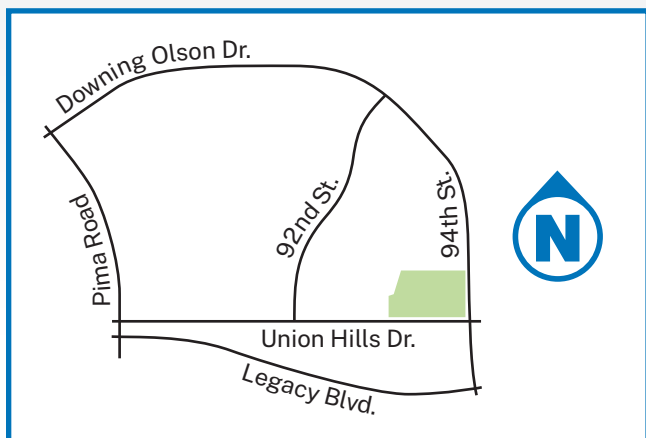 Downing Olson Dr.
Pima Road
92nd St.
94th St.
N
Union Hills Dr.
Legacy Blvd.